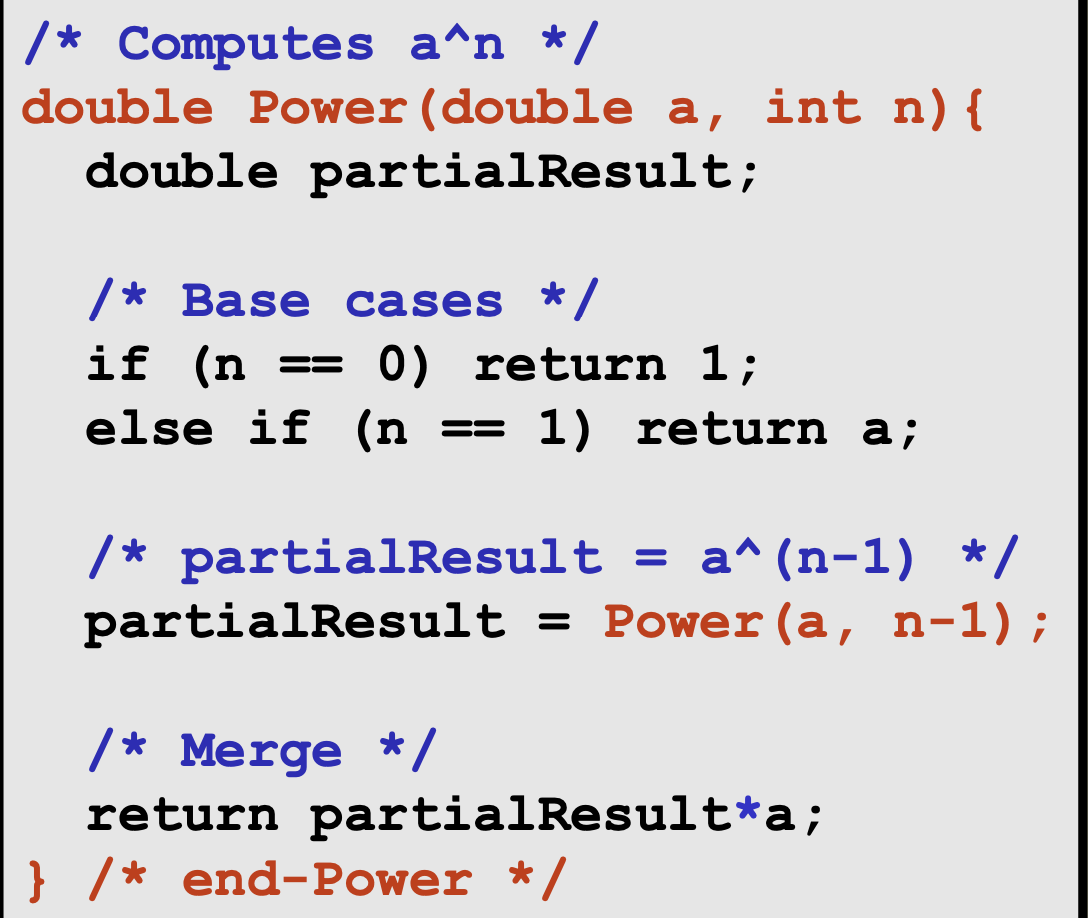 /* Computes a^n */
double Power(double a, int n){
  double partialResult;

  /* Base cases */
  if (n == 0) return 1;
  else if (n == 1) return a;

  /* partialResult = a^(n-1) */
  partialResult = Power(a, n-1);

  /* Merge */
  return partialResult*a;
} /* end-Power */